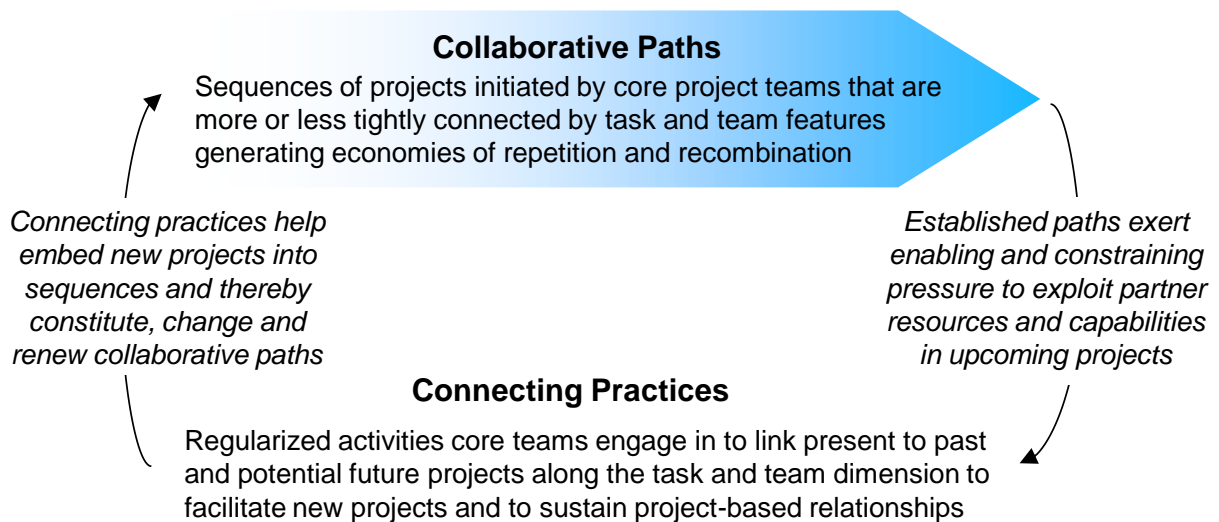 Collaborative Paths
Sequences of projects initiated by core project teams that are
more or less tightly connected by task and team features
generating economies of repetition and recombination
Connecting practices help
embed new projects into
sequences and thereby
constitute, change and
renew collaborative paths
Established paths exert
enabling and constraining
pressure to exploit partner
resources and capabilities
in upcoming projects
Connecting Practices
Regularized activities core teams engage in to link present to past
and potential future projects along the task and team dimension to
facilitate new projects and to sustain project-based relationships